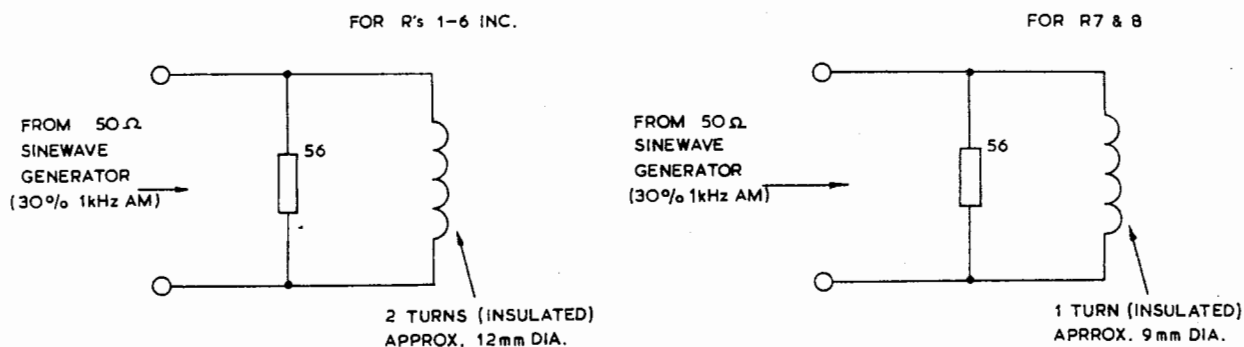 FOR R's 1-6 INC.
FROM 50Ω
SINEWAVE
GENERATOR
(30% 1kHz AM)
56
2 TURNS (INSULATED)
APPROX. 12mm DIA.
FOR R7 & 8
FROM 50Ω
SINEWAVE
GENERATOR
(30% 1kHz AM)
56
1 TURN (INSULATED)
APRROX. 9mm DIA.